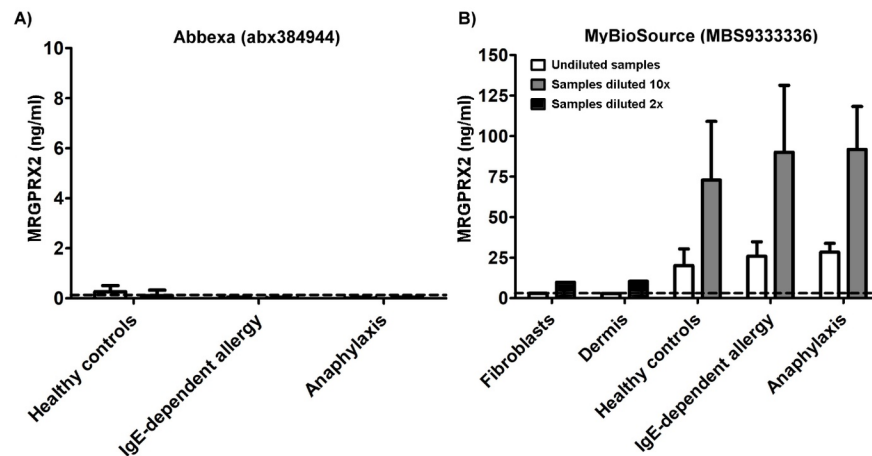 A)
Abbexa (abx384944)
MRGPRX2 (ng/ml)
10
8
6
4
2
0
Healthy controls
IgE-dependent allergy
Anaphylaxis
B)
MyBioSource (MBS9333336)
MRGPRX2 (ng/ml)
150
125
100
75
50
25
0
Undiluted samples
Samples diluted 10x
Samples diluted 2x
Fibroblasts
Dermis
Healthy controls
IgE-dependent allergy
Anaphylaxis